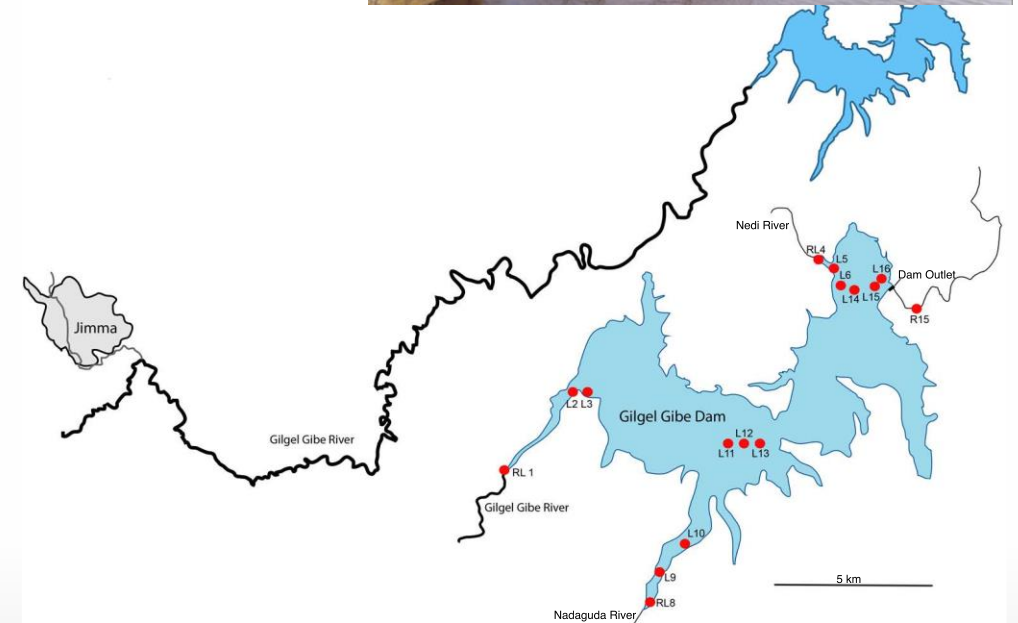 Nedi River
RL4
L5
L6
L16
Dam Outlet
L14
L15
R15
Jimma
L2 L3
Gilgel Gibe Dam
Gilgel Gibe River
L12
L11
L13
RL 1
Gilgel Gibe River
L10
L9
5 km
RL8
Nadaguda River